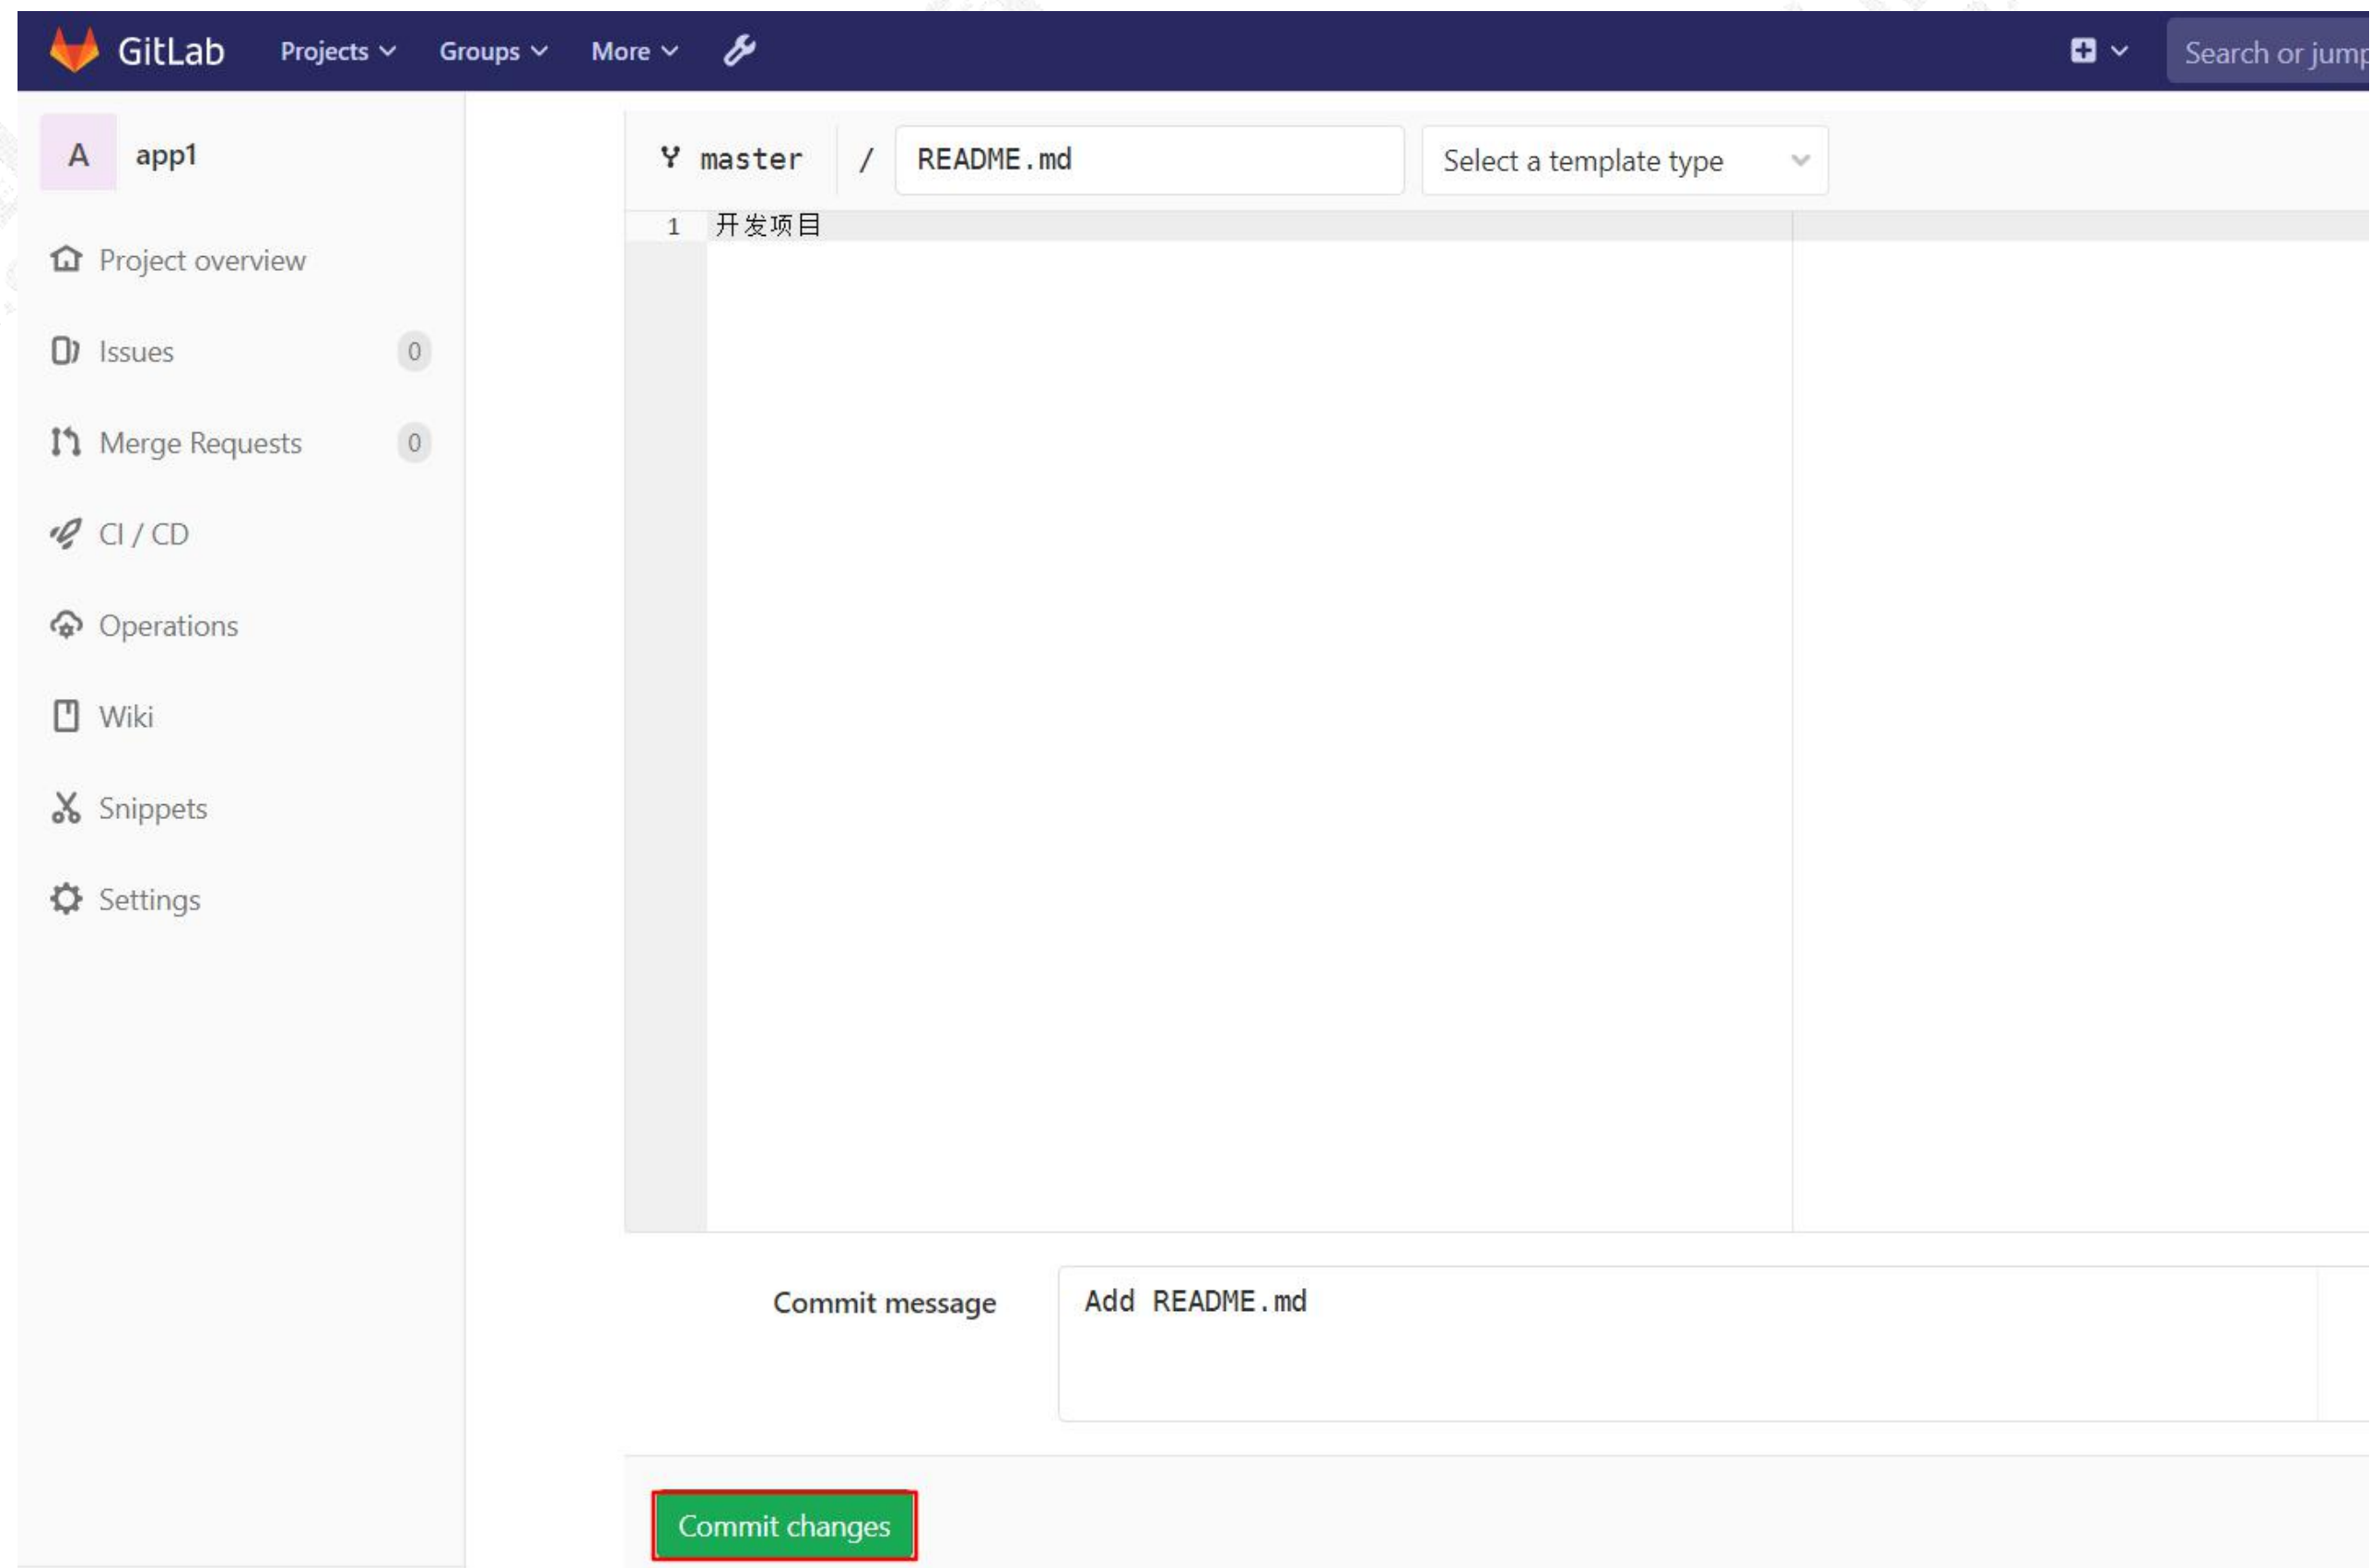 GitLab Projects Groups More Search or jump
A app1
master / README.md Select a template type
1 开发项目
Project overview
Issues 0
Merge Requests 0
CI / CD
Operations
Wiki
Snippets
Settings
Commit message Add README.md
Commit changes